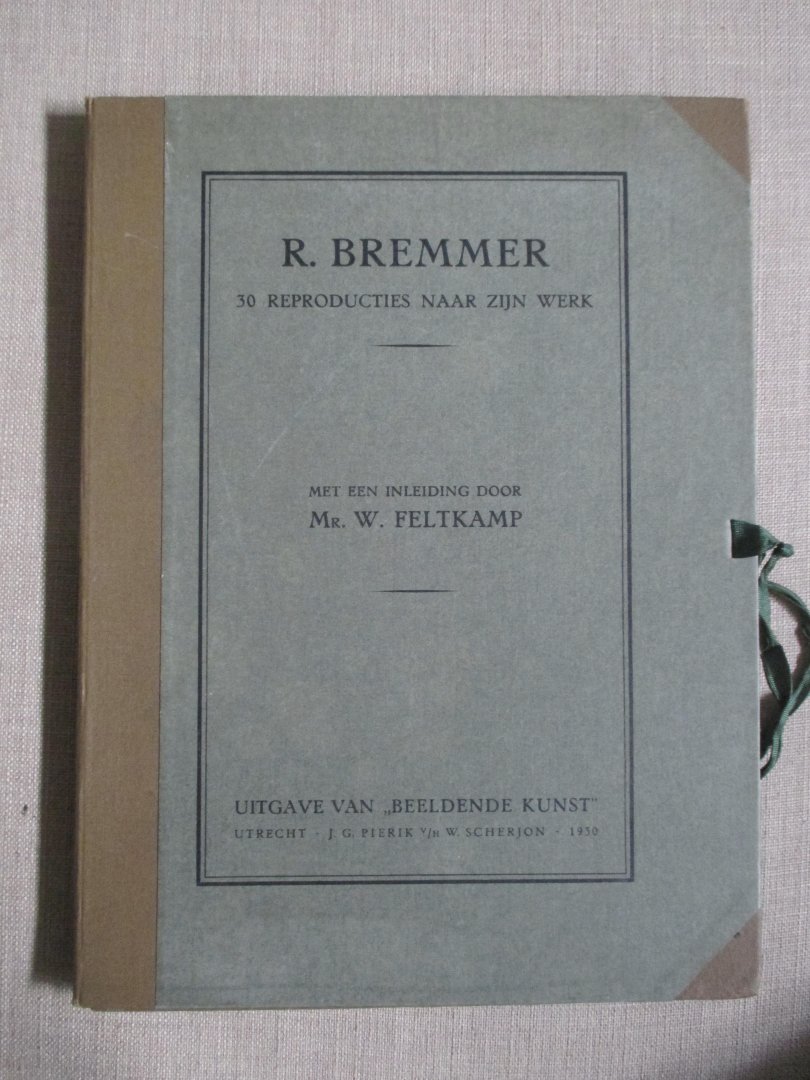 R. BREMMER
30 REPRODUCTIES NAAR ZIJN WERK
MET EEN INLEIDING DOOR
MR. W. FELTKAMP
UITGAVE VAN „BEELDENDE KUNST”
UTRECHT · J. G. PIERIK V/H W. SCHERJON · 1930